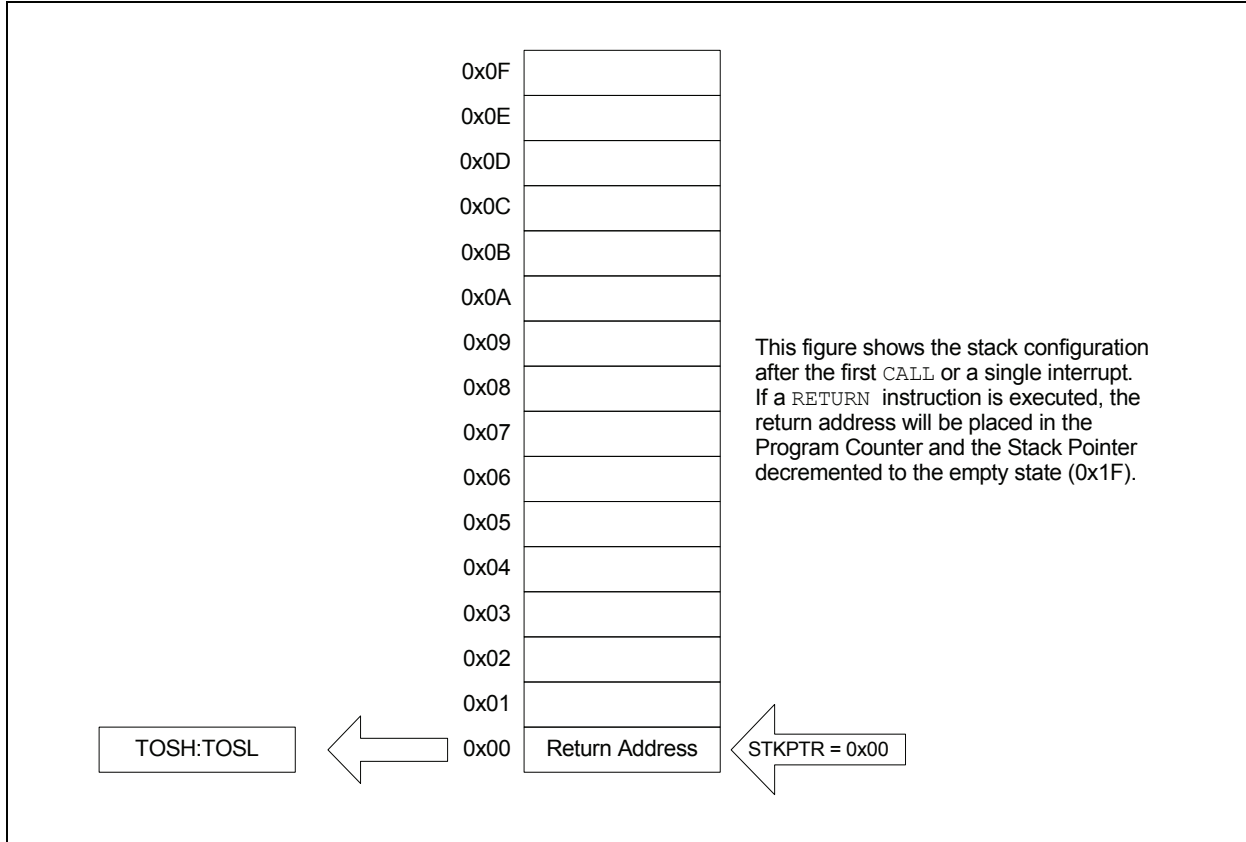 0x0F
0x0E
0x0D
0x0C
0x0B
0x0A
0x09
0x08
0x07
0x06
0x05
0x04
0x03
0x02
0x01
This figure shows the stack configuration
after the first CALL or a single interrupt.
If a RETURN instruction is executed, the
return address will be placed in the
Program Counter and the Stack Pointer
decremented to the empty state (0x1F).
TOSH:TOSL 0x00 Return Address STKPTR = 0x00